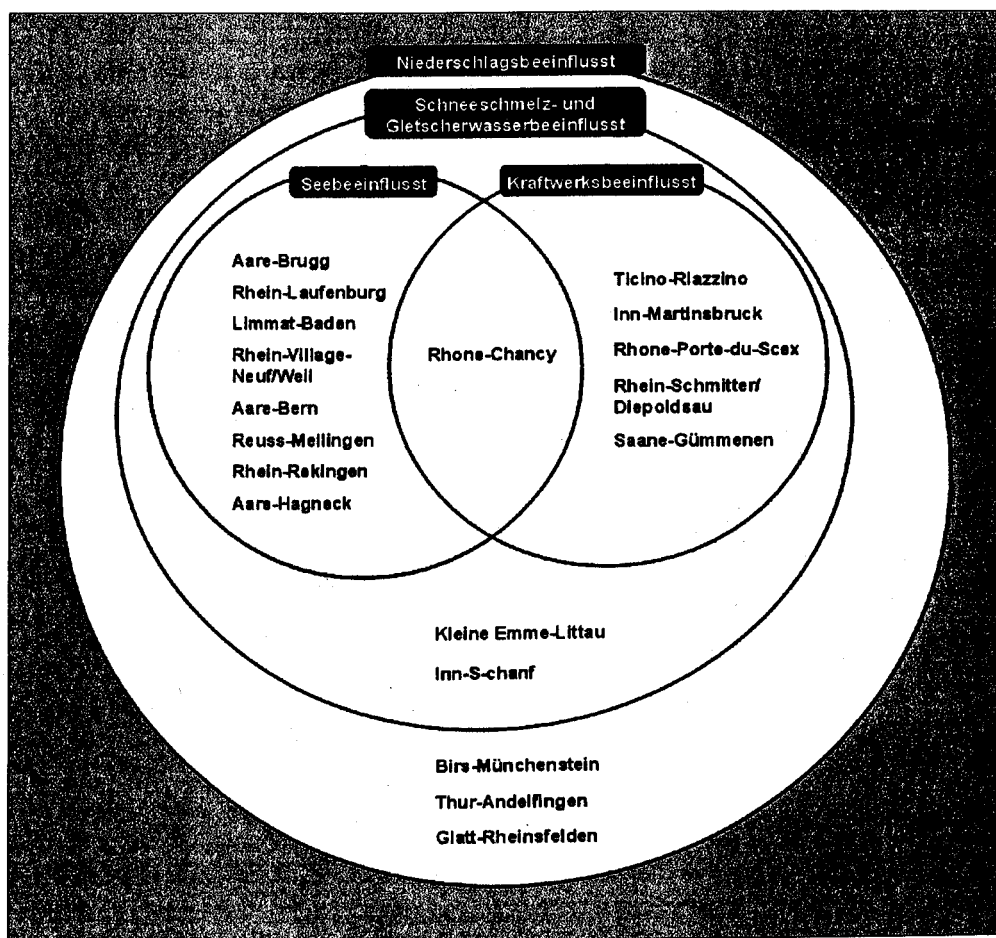 Niederschlagsbeeinflusst
Schneeschmelz- und
Gletscherwasserbeeinflusst
Seebeeinflusst
Kraftwerksbeeinflusst
Aare-Brugg
Rhein-Laufenburg
Limmat-Baden
Rhein-Village-
Neuf/Weil
Aare-Bern
Reuss-Mellingen
Rhein-Rekingen
Aare-Hagneck
Rhone-Chancy
Ticino-Riazzino
Inn-Martinsbruck
Rhone-Porte-du-Scex
Rhein-Schmitter/
Diepoldsau
Saane-Gümmenen
Kleine Emme-Littau
Inn-S-chanf
Birs-Münchenstein
Thur-Andelfingen
Glatt-Rheinsfelden